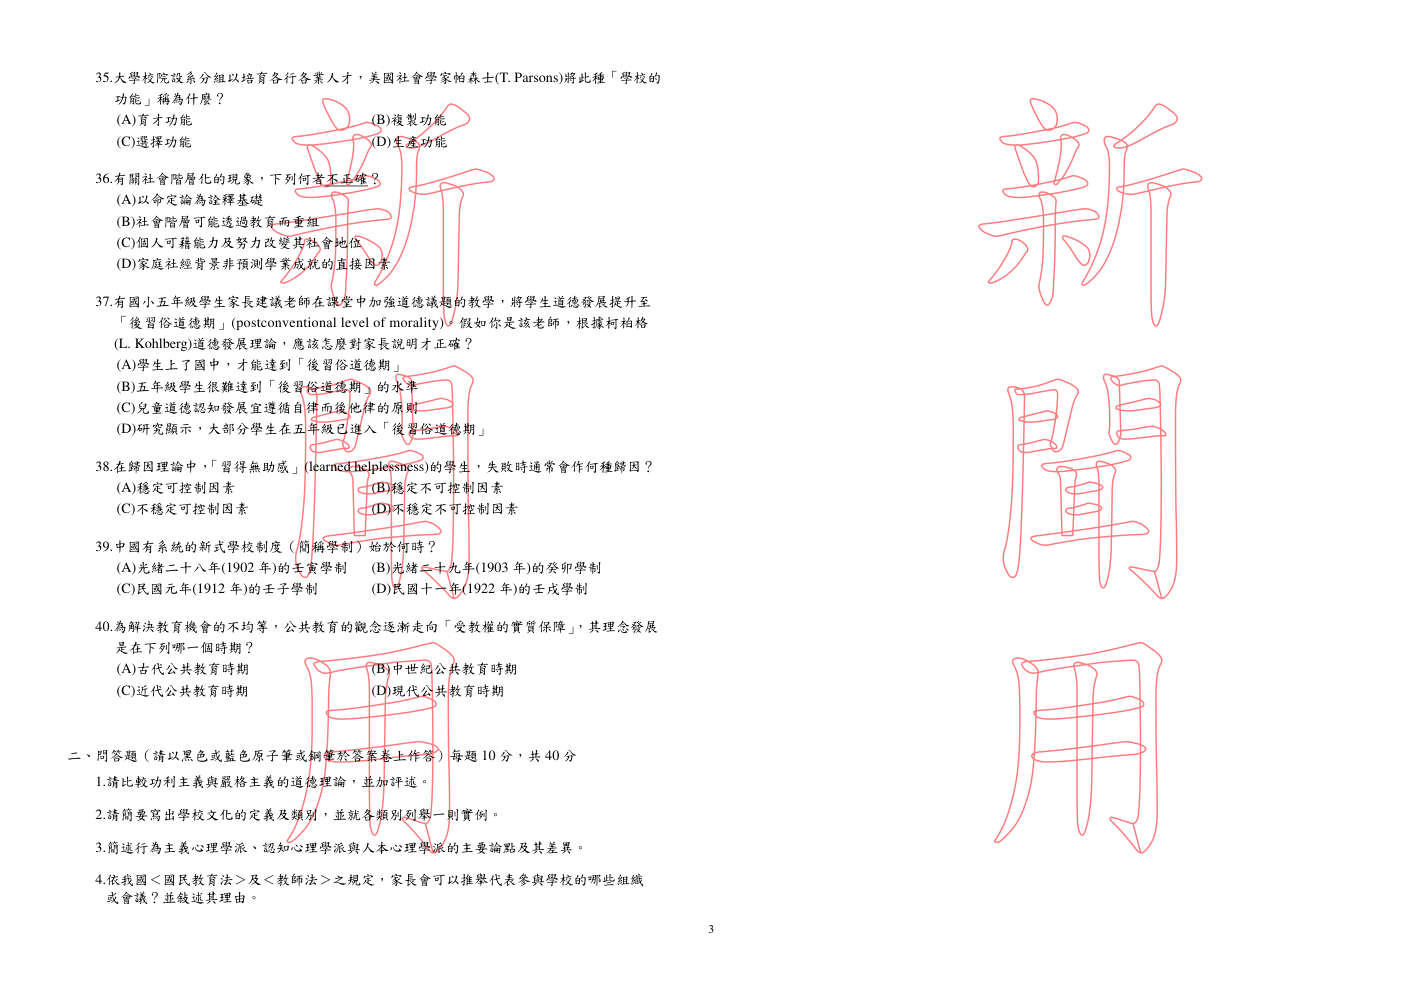 35.大學校院設系分組以培育各行各業人才，美國社會學家帕森士(T. Parsons)將此種「學校的
功能」稱為什麼？
(A)育才功能 (B)複製功能
(C)選擇功能 (D)生產功能
36.有關社會階層化的現象，下列何者不正確？
(A)以命定論為詮釋基礎
(B)社會階層可能透過教育而重組
(C)個人可藉能力及努力改變其社會地位
(D)家庭社經背景非預測學業成就的直接因素
37.有國小五年級學生家長建議老師在課堂中加強道德議題的教學，將學生道德發展提升至
「後習俗道德期」(postconventional level of morality)。假如你是該老師，根據柯柏格
(L. Kohlberg)道德發展理論，應該怎麼對家長說明才正確？
(A)學生上了國中，才能達到「後習俗道德期」
(B)五年級學生很難達到「後習俗道德期」的水準
(C)兒童道德認知發展宜遵循自律而後他律的原則
(D)研究顯示，大部分學生在五年級已進入「後習俗道德期」
38.在歸因理論中，「習得無助感」(learned helplessness)的學生，失敗時通常會作何種歸因？
(A)穩定可控制因素 (B)穩定不可控制因素
(C)不穩定可控制因素 (D)不穩定不可控制因素
39.中國有系統的新式學校制度（簡稱學制）始於何時？
(A)光緒二十八年(1902 年)的壬寅學制 (B)光緒二十九年(1903 年)的癸卯學制
(C)民國元年(1912 年)的壬子學制 (D)民國十一年(1922 年)的壬戌學制
40.為解決教育機會的不均等，公共教育的觀念逐漸走向「受教權的實質保障」，其理念發展
是在下列哪一個時期？
(A)古代公共教育時期 (B)中世紀公共教育時期
(C)近代公共教育時期 (D)現代公共教育時期
二、問答題（請以黑色或藍色原子筆或鋼筆於答案卷上作答）每題 10 分，共 40 分
1.請比較功利主義與嚴格主義的道德理論，並加評述。
2.請簡要寫出學校文化的定義及類別，並就各類別列舉一則實例。
3.簡述行為主義心理學派、認知心理學派與人本心理學派的主要論點及其差異。
4.依我國＜國民教育法＞及＜教師法＞之規定，家長會可以推舉代表參與學校的哪些組織
或會議？並敍述其理由。
3
新聞用
新聞用